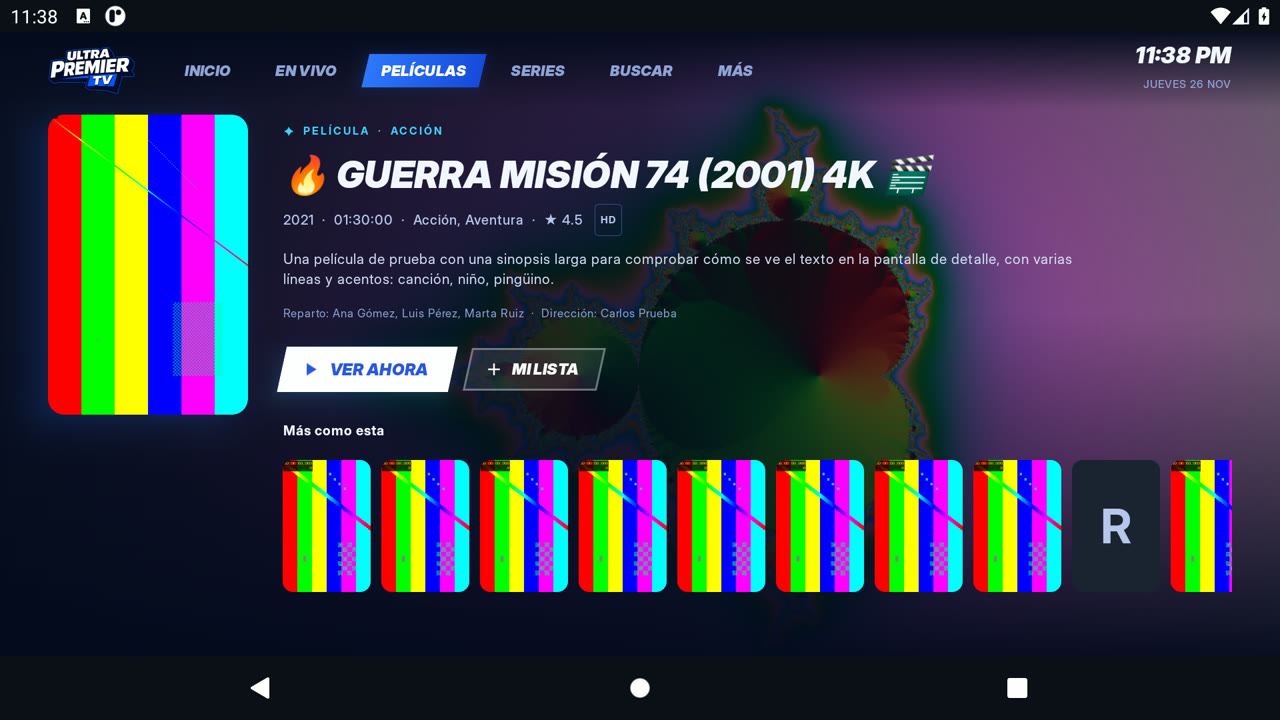 11:38
A
ULTRA
PREMIER
TV
INICIO
EN VIVO
PELÍCULAS
SERIES
BUSCAR
MÁS
11:38 PM
JUEVES 26 NOV
✦ PELÍCULA · ACCIÓN
🔥 GUERRA MISIÓN 74 (2001) 4K 🎬
2021 · 01:30:00 · Acción, Aventura · ★ 4.5 HD
Una película de prueba con una sinopsis larga para comprobar cómo se ve el texto en la pantalla de detalle, con varias
líneas y acentos: canción, niño, pingüino.
Reparto: Ana Gómez, Luis Pérez, Marta Ruiz · Dirección: Carlos Prueba
VER AHORA
+ MI LISTA
Más como esta
R